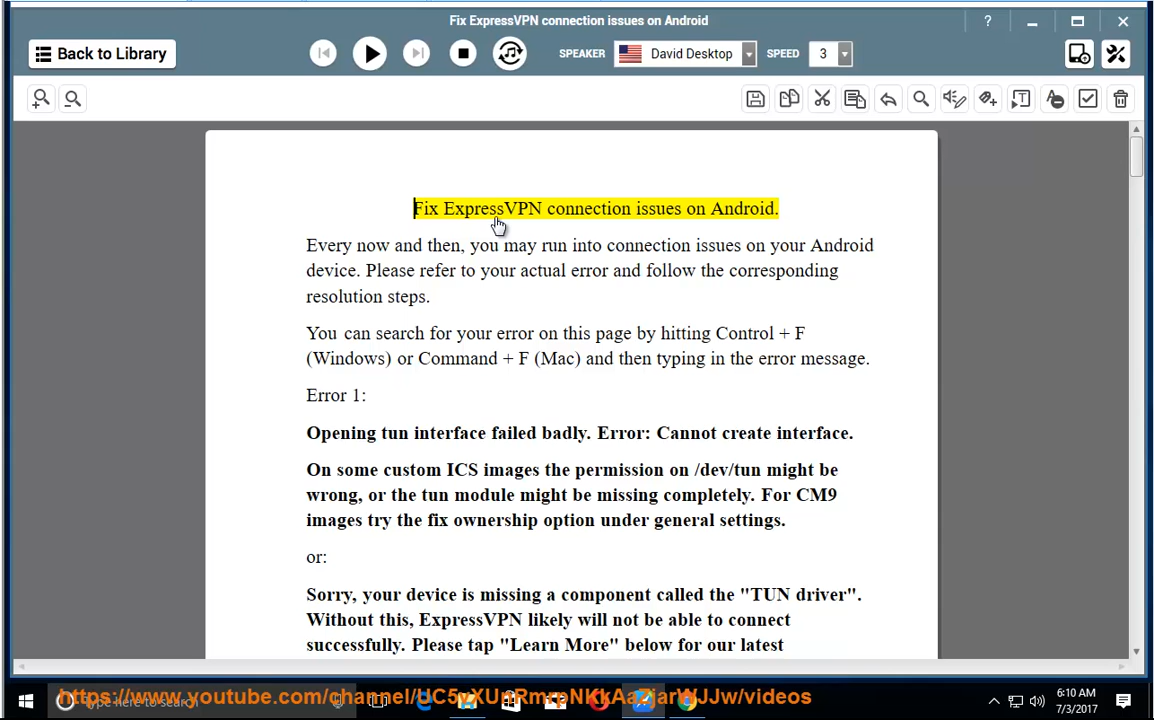 Fix ExpressVPN connection issues on Android
Back to Library
SPEAKER David Desktop SPEED 3
Fix ExpressVPN connection issues on Android.
Every now and then, you may run into connection issues on your Android
device. Please refer to your actual error and follow the corresponding
resolution steps.
You can search for your error on this page by hitting Control + F
(Windows) or Command + F (Mac) and then typing in the error message.
Error 1:
Opening tun interface failed badly. Error: Cannot create interface.
On some custom ICS images the permission on /dev/tun might be
wrong, or the tun module might be missing completely. For CM9
images try the fix ownership option under general settings.
or:
Sorry, your device is missing a component called the "TUN driver".
Without this, ExpressVPN likely will not be able to connect
successfully. Please tap "Learn More" below for our latest
Type here to search
6:10 AM
7/3/2017